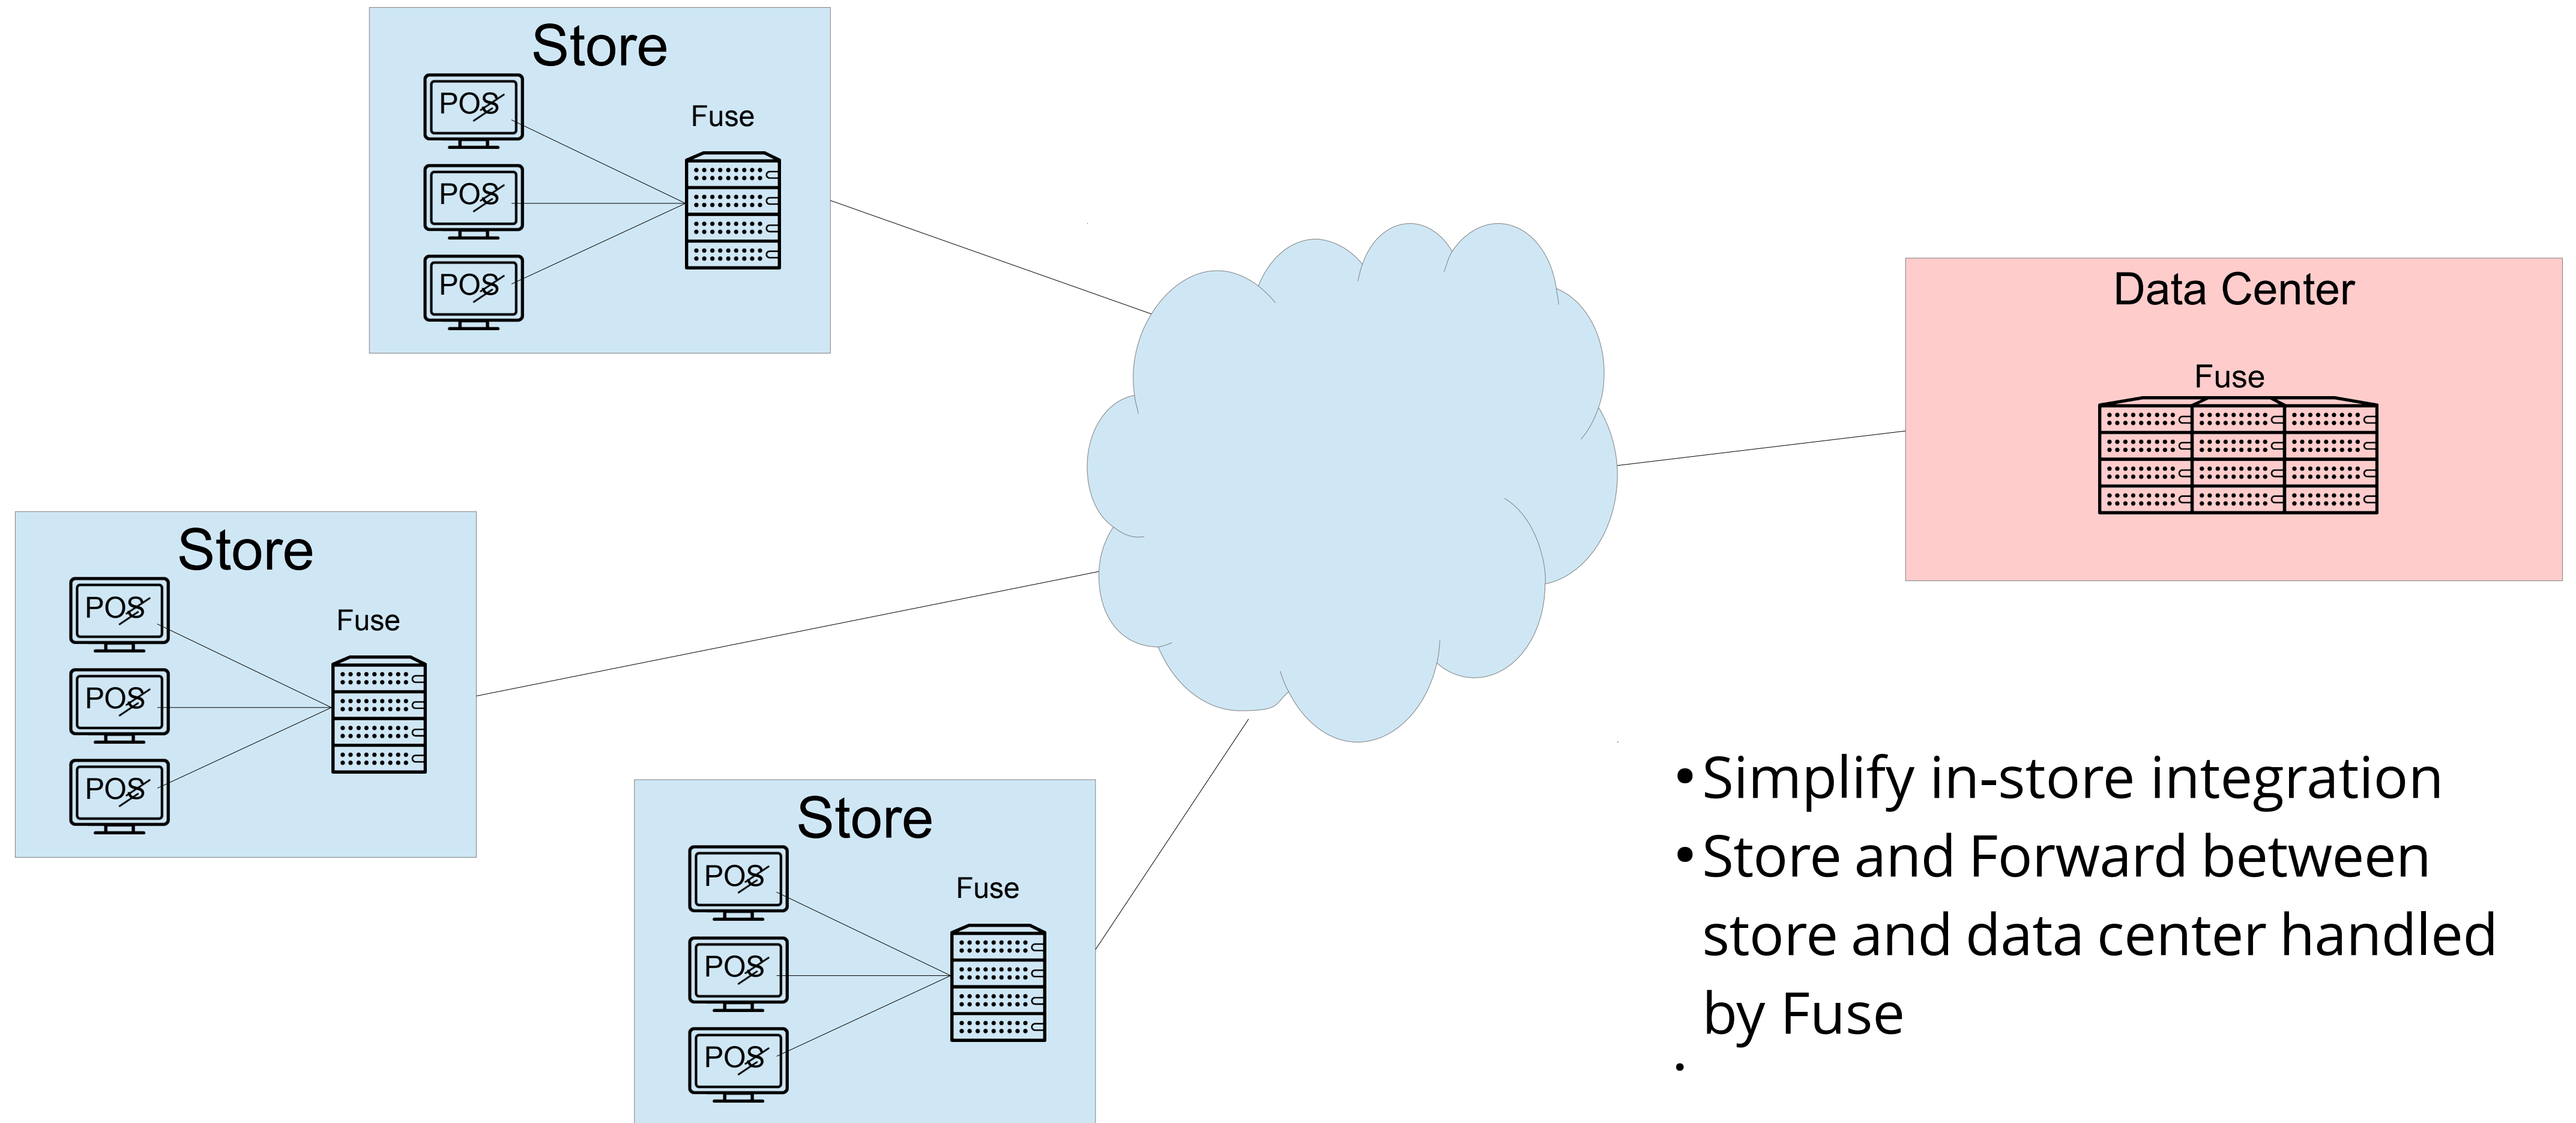 Store
POS
Fuse
POS
POS
Data Center
Fuse
Store
POS
Fuse
POS
POS
Store
POS
Fuse
POS
POS
• Simplify in-store integration
• Store and Forward between
store and data center handled
by Fuse
•